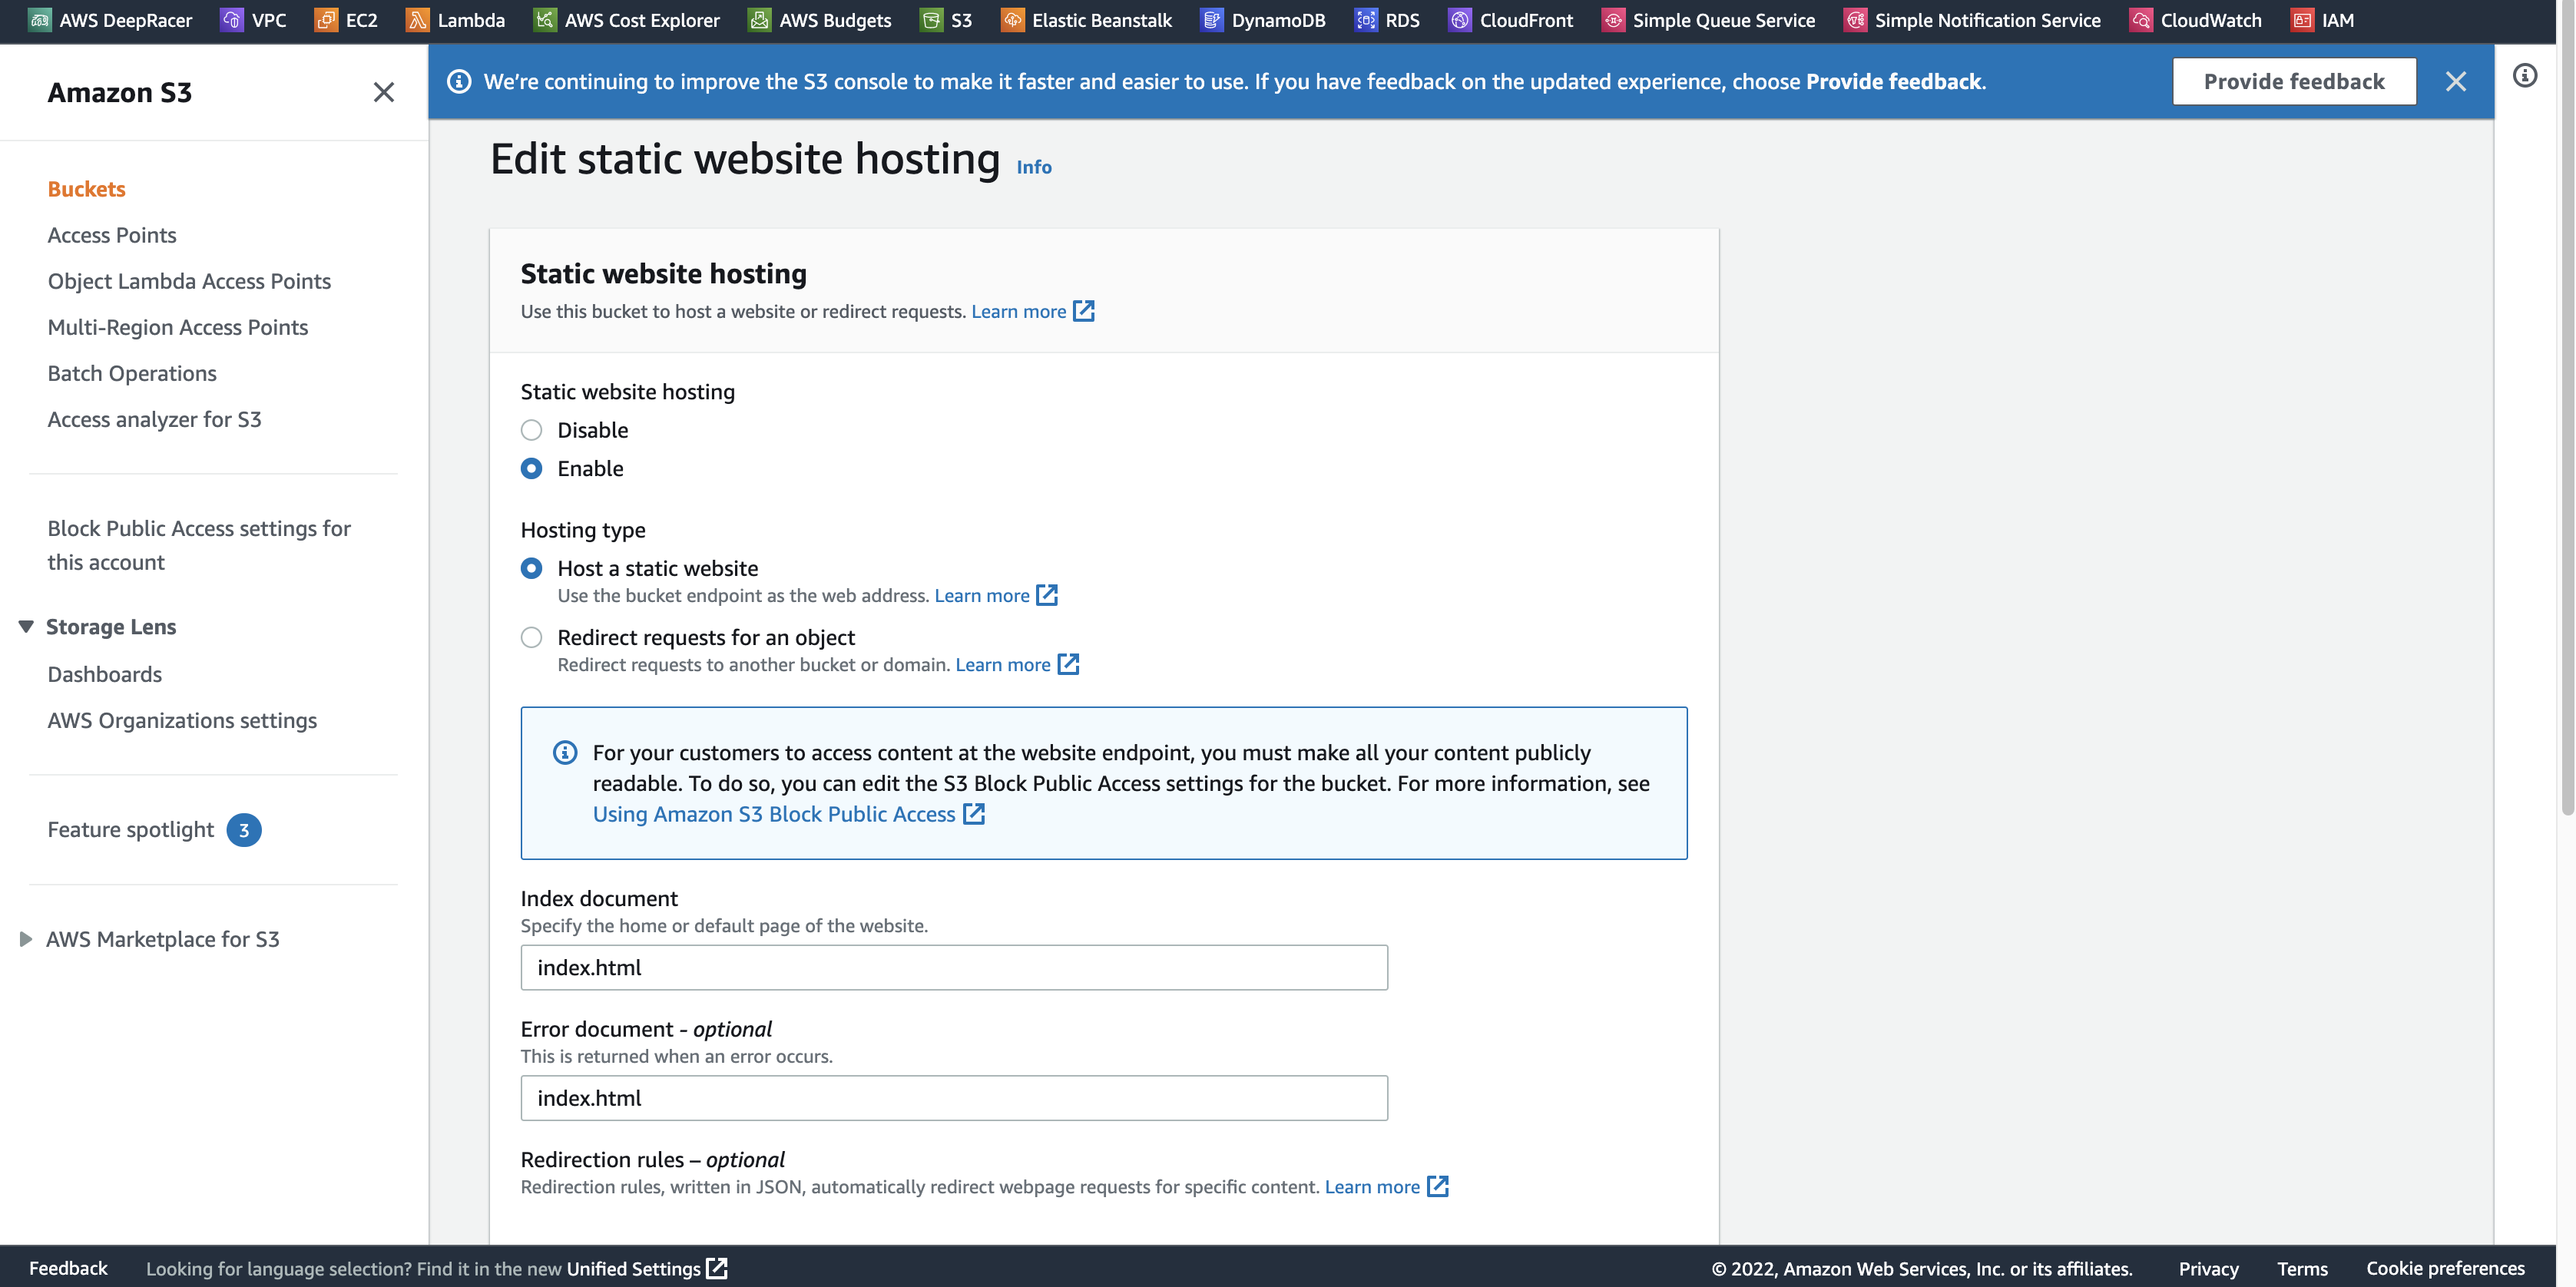 AWS DeepRacer VPC EC2 Lambda AWS Cost Explorer AWS Budgets S3 Elastic Beanstalk DynamoDB RDS CloudFront Simple Queue Service Simple Notification Service CloudWatch IAM
Amazon S3
Buckets
Access Points
Object Lambda Access Points
Multi-Region Access Points
Batch Operations
Access analyzer for S3
Block Public Access settings for
this account
Storage Lens
Dashboards
AWS Organizations settings
Feature spotlight 3
AWS Marketplace for S3
We're continuing to improve the S3 console to make it faster and easier to use. If you have feedback on the updated experience, choose Provide feedback.
Provide feedback
Edit static website hosting Info
Static website hosting
Use this bucket to host a website or redirect requests. Learn more
Static website hosting
Disable
Enable
Hosting type
Host a static website
Use the bucket endpoint as the web address. Learn more
Redirect requests for an object
Redirect requests to another bucket or domain. Learn more
For your customers to access content at the website endpoint, you must make all your content publicly
readable. To do so, you can edit the S3 Block Public Access settings for the bucket. For more information, see
Using Amazon S3 Block Public Access
Index document
Specify the home or default page of the website.
index.html
Error document - optional
This is returned when an error occurs.
index.html
Redirection rules – optional
Redirection rules, written in JSON, automatically redirect webpage requests for specific content. Learn more
Feedback Looking for language selection? Find it in the new Unified Settings © 2022, Amazon Web Services, Inc. or its affiliates. Privacy Terms Cookie preferences